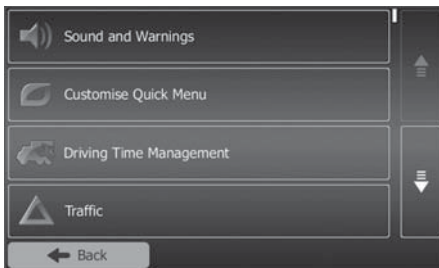 Sound and Warnings
Customise Quick Menu
Driving Time Management
Traffic
Back